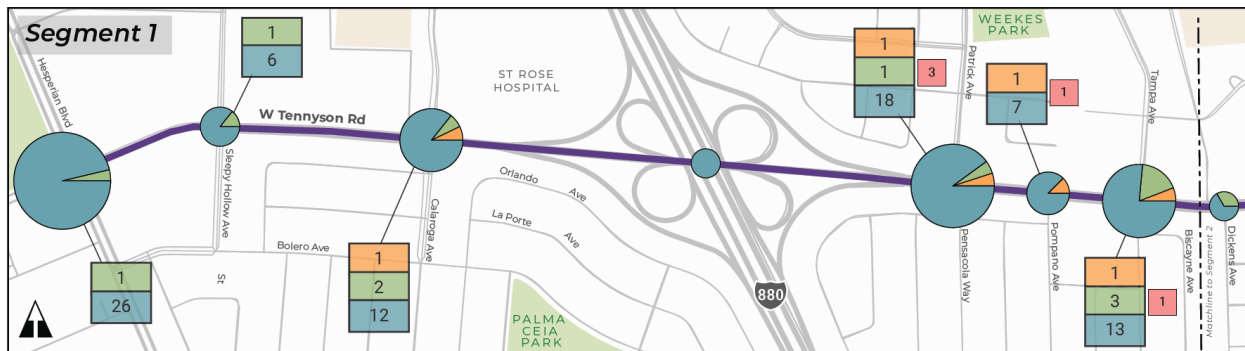 Segment 1
Hesperian Blvd
1
6
W Tennyson Rd
Sleepy Hollow Ave
St
1
26
Bolero Ave
1
2
12
Calaroga Ave
ST ROSE
HOSPITAL
Orlando Ave
La Porte Ave
PALMA
CEIA
PARK
880
1
1
3
18
Patrick Ave
WEEKES
PARK
1
7
1
Pensacola Way
Pompano Ave
Tampa Ave
1
3
1
13
Biscayne Ave
Matchline to Segment 2
Dickens Ave